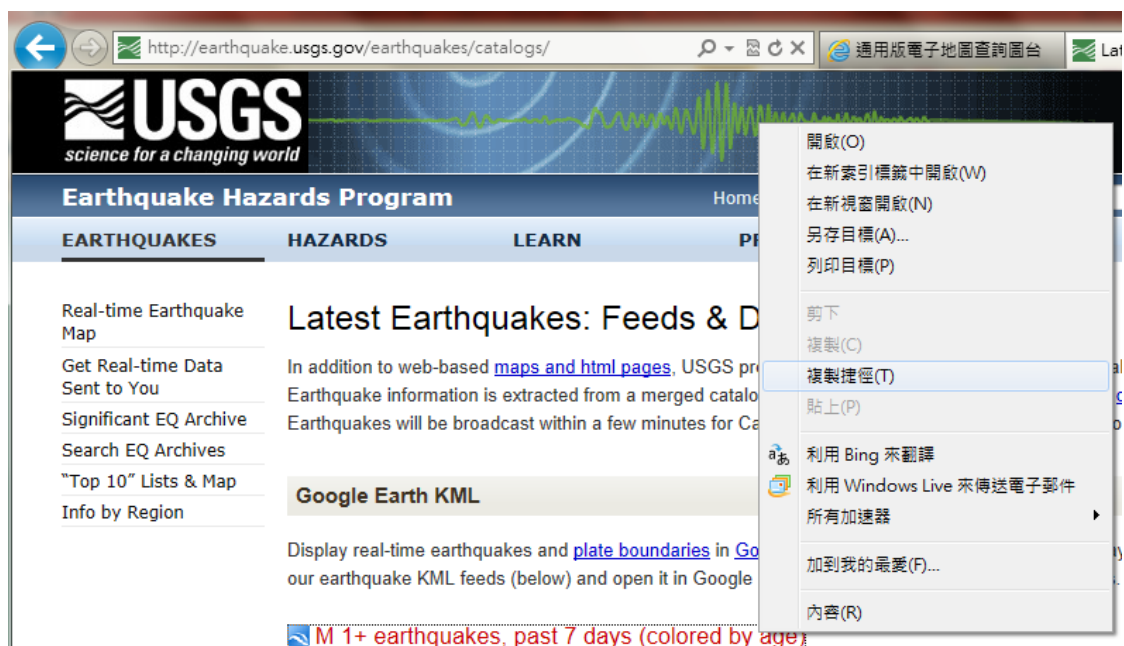 http://earthquake.usgs.gov/earthquakes/catalogs/
通用版電子地圖查詢圖台
USGS
science for a changing world
Earthquake Hazards Program
Home
EARTHQUAKES
HAZARDS
LEARN
Real-time Earthquake
Map
Get Real-time Data
Sent to You
Significant EQ Archive
Search EQ Archives
"Top 10" Lists & Map
Info by Region
Latest Earthquakes: Feeds & D
In addition to web-based maps and html pages, USGS pr
Earthquake information is extracted from a merged catalo
Earthquakes will be broadcast within a few minutes for Ca
Google Earth KML
Display real-time earthquakes and plate boundaries in Go
our earthquake KML feeds (below) and open it in Google
M 1+ earthquakes, past 7 days (colored by age)
開啟(O)
在新索引標籤中開啟(W)
在新視窗開啟(N)
另存目標(A)...
列印目標(P)
剪下
複製(C)
複製捷徑(T)
貼上(P)
利用 Bing 來翻譯
利用 Windows Live 來傳送電子郵件
所有加速器
加到我的最愛(F)...
內容(R)